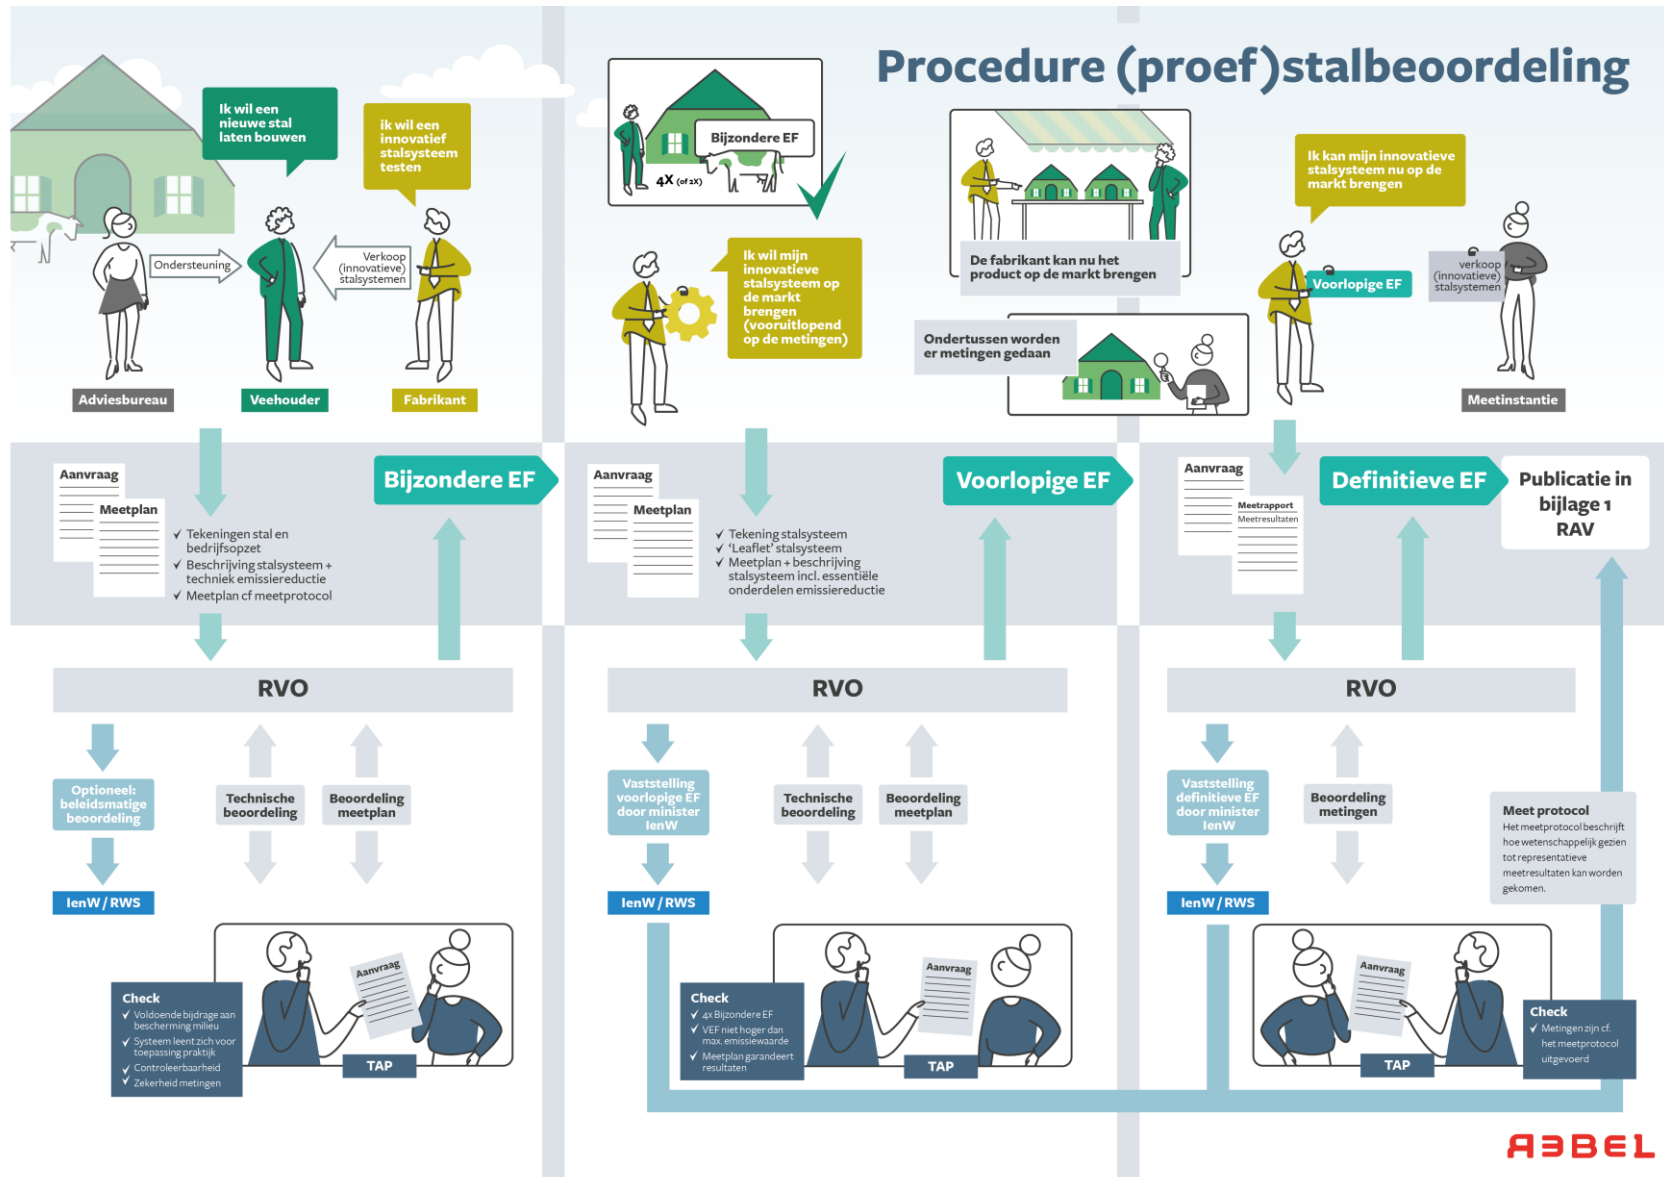 Procedure (proef)stalbeoordeling
Ik wil een
nieuwe stal
laten bouwen
ik wil een
innovatief
stalsysteem
testen
Ondersteuning
Verkoop
(innovatieve)
stalsystemen
Adviesbureau
Veehouder
Fabrikant
Bijzondere EF
4X (of 2X)
Ik wil mijn
innovatieve
stalsysteem op
de markt
brengen
(vooruitlopend
op de metingen)
De fabrikant kan nu het
product op de markt brengen
Ondertussen worden
er metingen gedaan
Ik kan mijn innovatieve
stalsysteem nu op de
markt brengen
Voorlopige EF
verkoop
(innovatieve)
stalsystemen
Meetinstantie
Aanvraag
Meetplan
✓ Tekeningen stal en
bedrijfsopzet
✓ Beschrijving stalsysteem +
techniek emissiereductie
✓ Meetplan cf meetprotocol
Bijzondere EF
Aanvraag
Meetplan
✓ Tekening stalsysteem
✓ ‘Leaflet’ stalsysteem
✓ Meetplan + beschrijving
stalsysteem incl. essentiële
onderdelen emissiereductie
Voorlopige EF
Aanvraag
Meetrapport
Meetresultaten
Definitieve EF
Publicatie in
bijlage 1
RAV
RVO
Optioneel:
beleidsmatige
beoordeling
Technische
beoordeling
Beoordeling
meetplan
IenW / RWS
Aanvraag
Check
✓ Voldoende bijdrage aan
bescherming milieu
✓ Systeem leent zich voor
toepassing praktijk
✓ Controleerbaarheid
✓ Zekerheid metingen
TAP
RVO
Vaststelling
voorlopige EF
door minister
IenW
Technische
beoordeling
Beoordeling
meetplan
IenW / RWS
Aanvraag
Check
✓ 4x Bijzondere EF
✓ VEF niet hoger dan
max. emissiewaarde
✓ Meetplan garandeert
resultaten
TAP
RVO
Vaststelling
definitieve EF
door minister
IenW
Beoordeling
metingen
IenW / RWS
Meet protocol
Het meetprotocol beschrijft
hoe wetenschappelijk gezien
tot representatieve
meetresultaten kan worden
gekomen.
Aanvraag
TAP
Check
✓ Metingen zijn cf.
het meetprotocol
uitgevoerd
REBEL